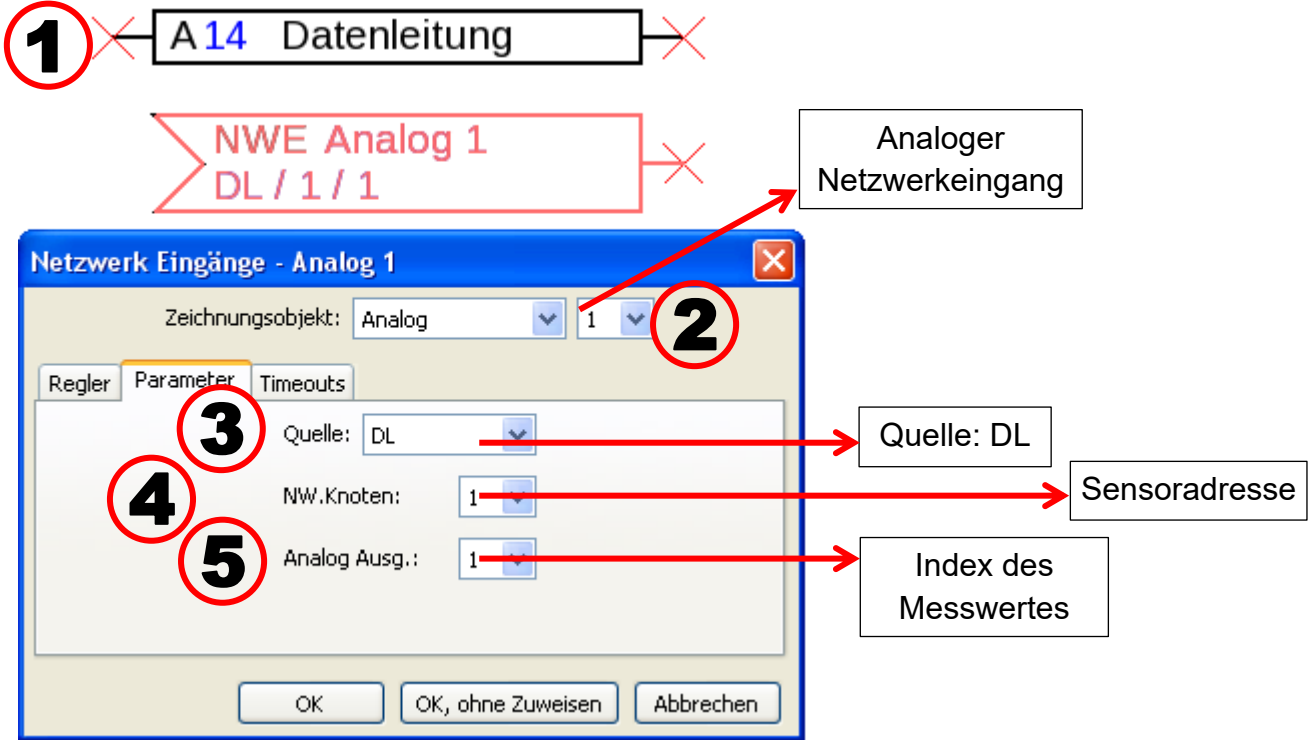 1 A 14 Datenleitung
NWE Analog 1
DL / 1 / 1
Analoger
Netzwerkeingang
Netzwerk Eingänge - Analog 1
Zeichnungsobjekt: Analog 1 2
Regler Parameter Timeouts
3 Quelle: DL
Quelle: DL
4 NW.Knoten: 1
Sensoradresse
5 Analog Ausg.: 1
Index des
Messwertes
OK OK, ohne Zuweisen Abbrechen